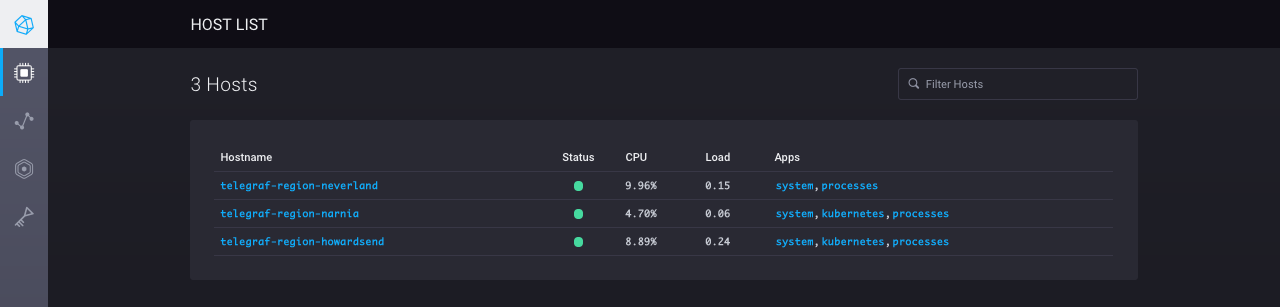 HOST LIST
3 Hosts
Filter Hosts
Hostname Status CPU Load Apps
telegraf-region-neverland 9.96% 0.15 system,processes
telegraf-region-narnia 4.70% 0.06 system,kubernetes,processes
telegraf-region-howardsend 8.89% 0.24 system,kubernetes,processes